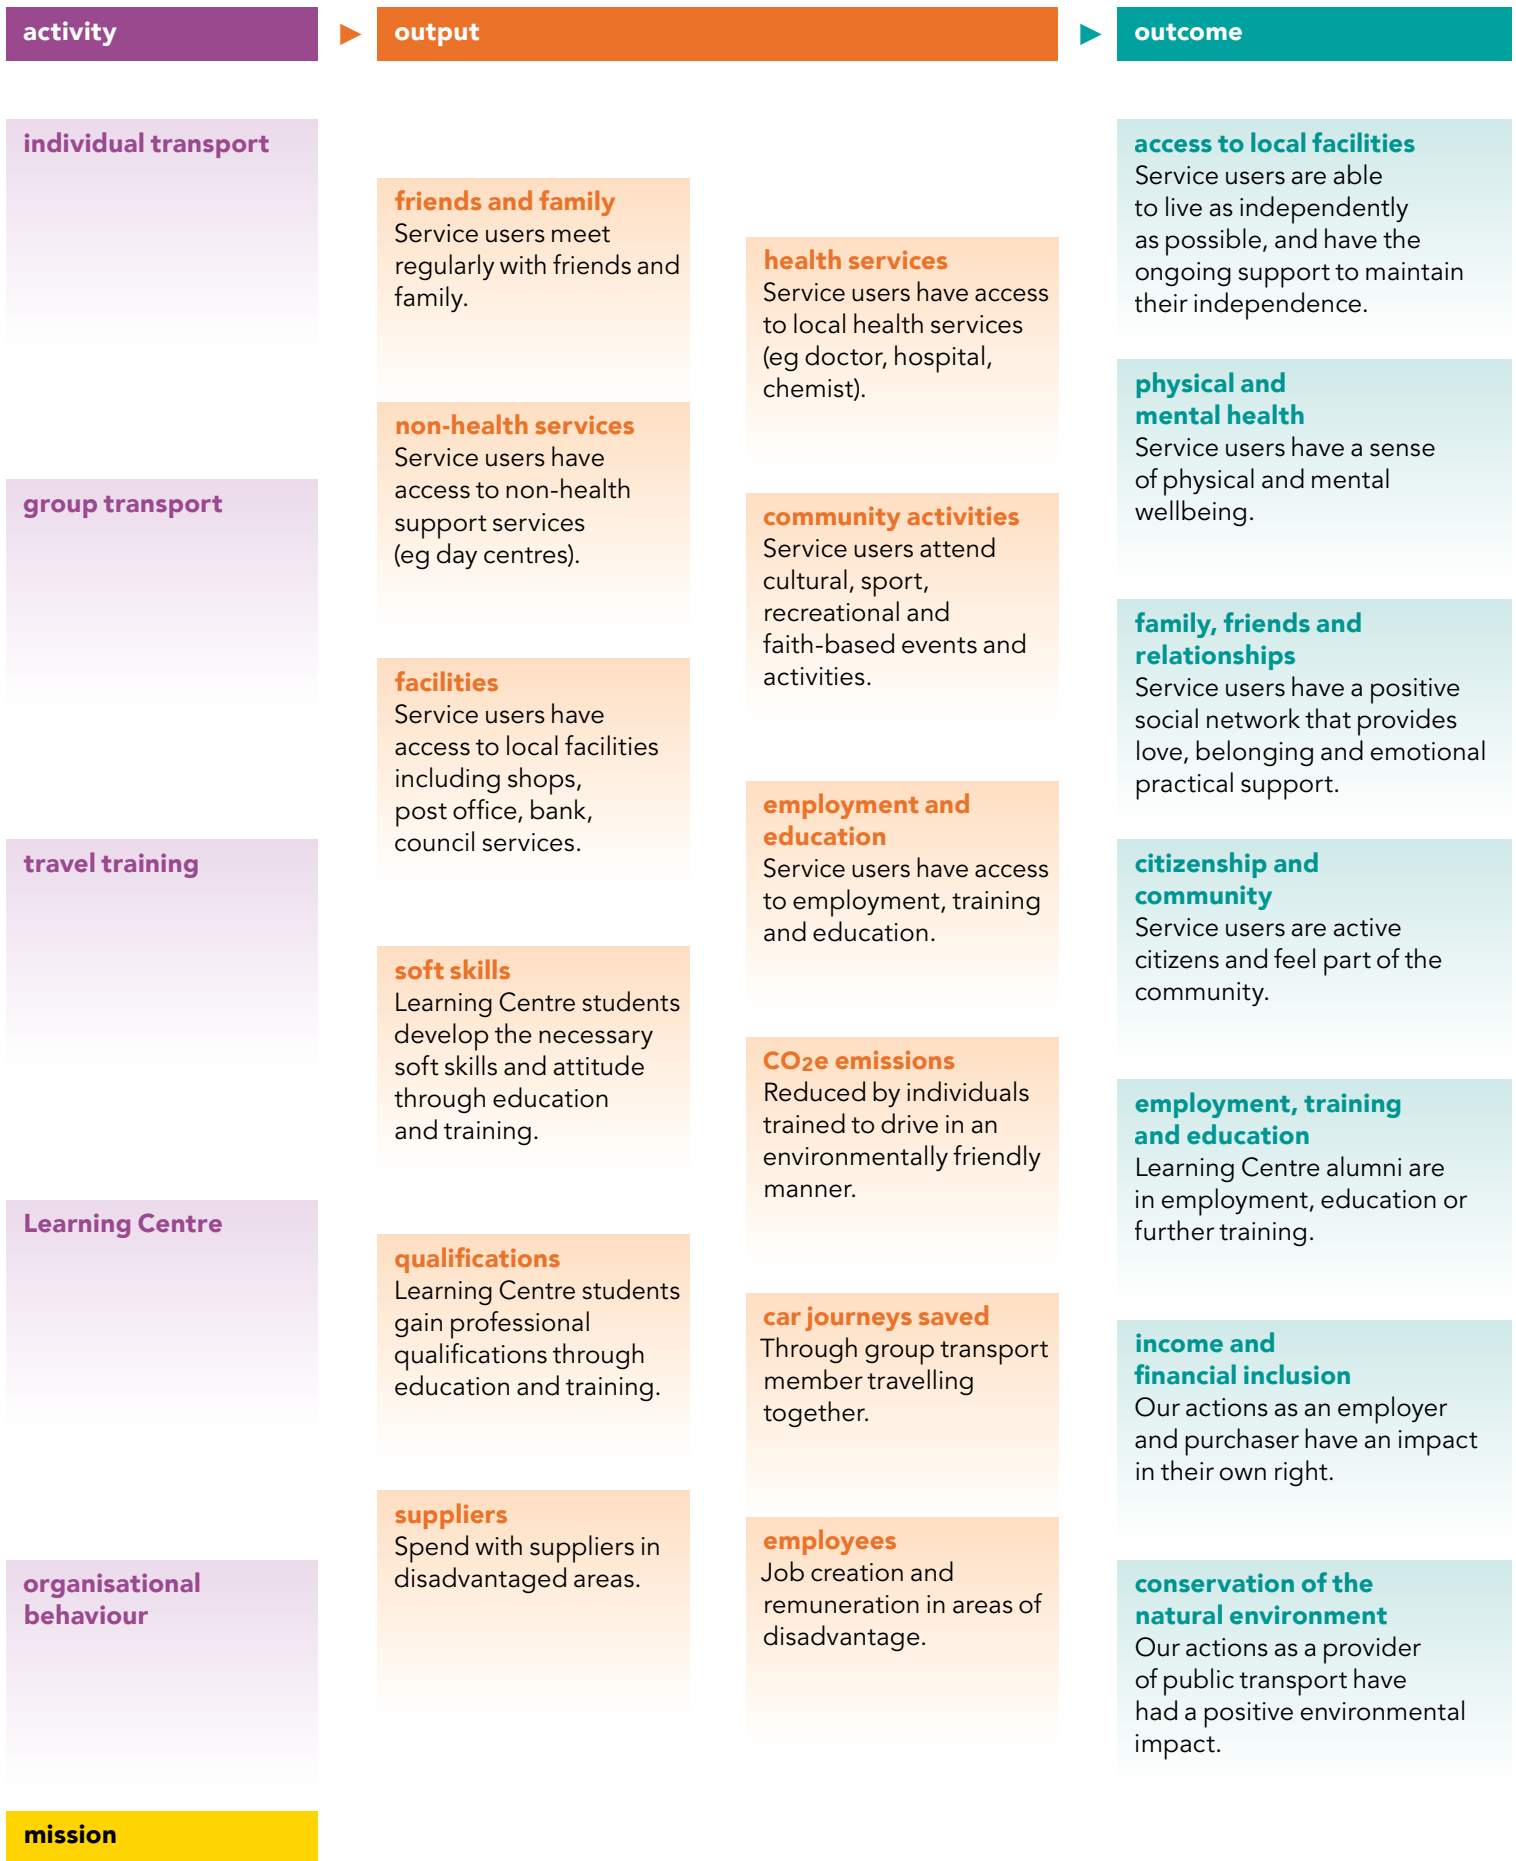 activity
output
outcome
individual transport
group transport
travel training
Learning Centre
organisational
behaviour
mission
friends and family
Service users meet
regularly with friends and
family.
non-health services
Service users have
access to non-health
support services
(eg day centres).
facilities
Service users have
access to local facilities
including shops,
post office, bank,
council services.
soft skills
Learning Centre students
develop the necessary
soft skills and attitude
through education
and training.
qualifications
Learning Centre students
gain professional
qualifications through
education and training.
suppliers
Spend with suppliers in
disadvantaged areas.
health services
Service users have access
to local health services
(eg doctor, hospital,
chemist).
community activities
Service users attend
cultural, sport,
recreational and
faith-based events and
activities.
employment and
education
Service users have access
to employment, training
and education.
CO2e emissions
Reduced by individuals
trained to drive in an
environmentally friendly
manner.
car journeys saved
Through group transport
member travelling
together.
employees
Job creation and
remuneration in areas of
disadvantage.
access to local facilities
Service users are able
to live as independently
as possible, and have the
ongoing support to maintain
their independence.
physical and
mental health
Service users have a sense
of physical and mental
wellbeing.
family, friends and
relationships
Service users have a positive
social network that provides
love, belonging and emotional
practical support.
citizenship and
community
Service users are active
citizens and feel part of the
community.
employment, training
and education
Learning Centre alumni are
in employment, education or
further training.
income and
financial inclusion
Our actions as an employer
and purchaser have an impact
in their own right.
conservation of the
natural environment
Our actions as a provider
of public transport have
had a positive environmental
impact.